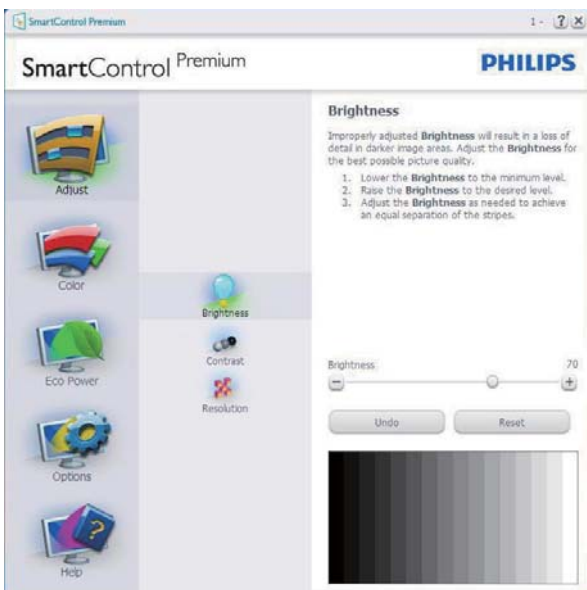 SmartControl Premium
1 - ? X
SmartControl Premium
PHILIPS
Adjust
Color
Eco Power
Options
Help
Brightness
Contrast
Resolution
Brightness
Improperly adjusted Brightness will result in a loss of
detail in darker image areas. Adjust the Brightness for
the best possible picture quality.
1. Lower the Brightness to the minimum level.
2. Raise the Brightness to the desired level.
3. Adjust the Brightness as needed to achieve
an equal separation of the stripes.
Brightness 70
Undo Reset